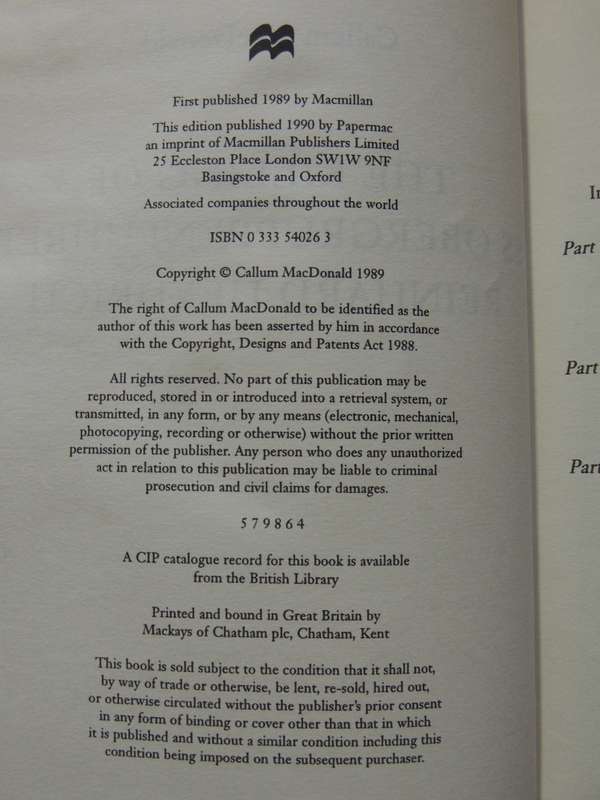 First published 1989 by Macmillan
This edition published 1990 by Papermac
an imprint of Macmillan Publishers Limited
25 Eccleston Place London SW1W 9NF
Basingstoke and Oxford
Associated companies throughout the world
ISBN 0 333 54026 3
Copyright © Callum MacDonald 1989
The right of Callum MacDonald to be identified as the
author of this work has been asserted by him in accordance
with the Copyright, Designs and Patents Act 1988.
All rights reserved. No part of this publication may be
reproduced, stored in or introduced into a retrieval system, or
transmitted, in any form, or by any means (electronic, mechanical,
photocopying, recording or otherwise) without the prior written
permission of the publisher. Any person who does any unauthorized
act in relation to this publication may be liable to criminal
prosecution and civil claims for damages.
5 7 9 8 6 4
A CIP catalogue record for this book is available
from the British Library
Printed and bound in Great Britain by
Mackays of Chatham plc, Chatham, Kent
This book is sold subject to the condition that it shall not,
by way of trade or otherwise, be lent, re-sold, hired out,
or otherwise circulated without the publisher's prior consent
in any form of binding or cover other than that in which
it is published and without a similar condition including this
condition being imposed on the subsequent purchaser.
Part
Part
Part